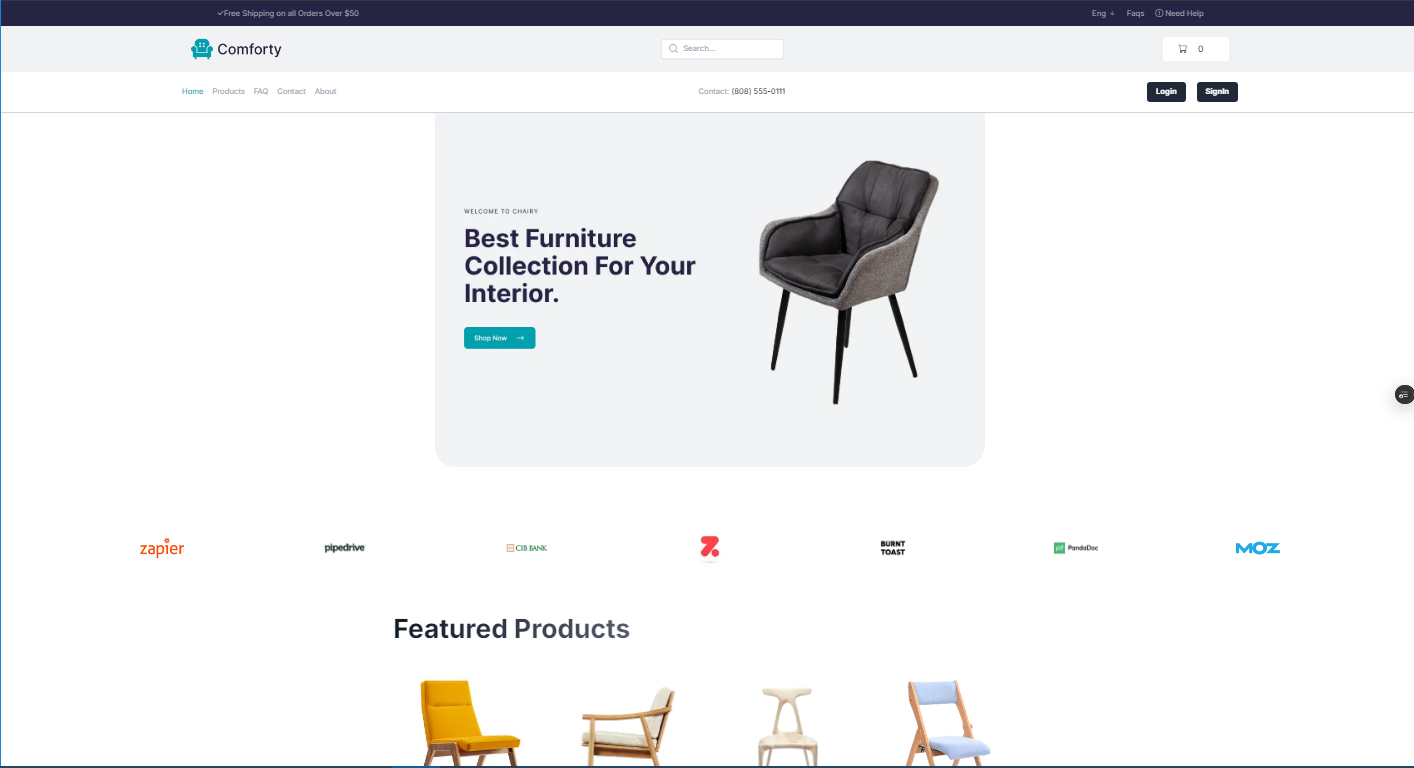 ✓Free Shipping on all Orders Over $50
Eng
Faqs
Need Help
Comforty
Search...
0
Home
Products
FAQ
Contact
About
Contact: (808) 555-0111
Login
SignIn
WELCOME TO CHAIRY
Best Furniture
Collection For Your
Interior.
Shop Now →
zapier
pipedrive
CIB BANK
BURNT
TOAST
pd PandaDoc
MOZ
Featured Products